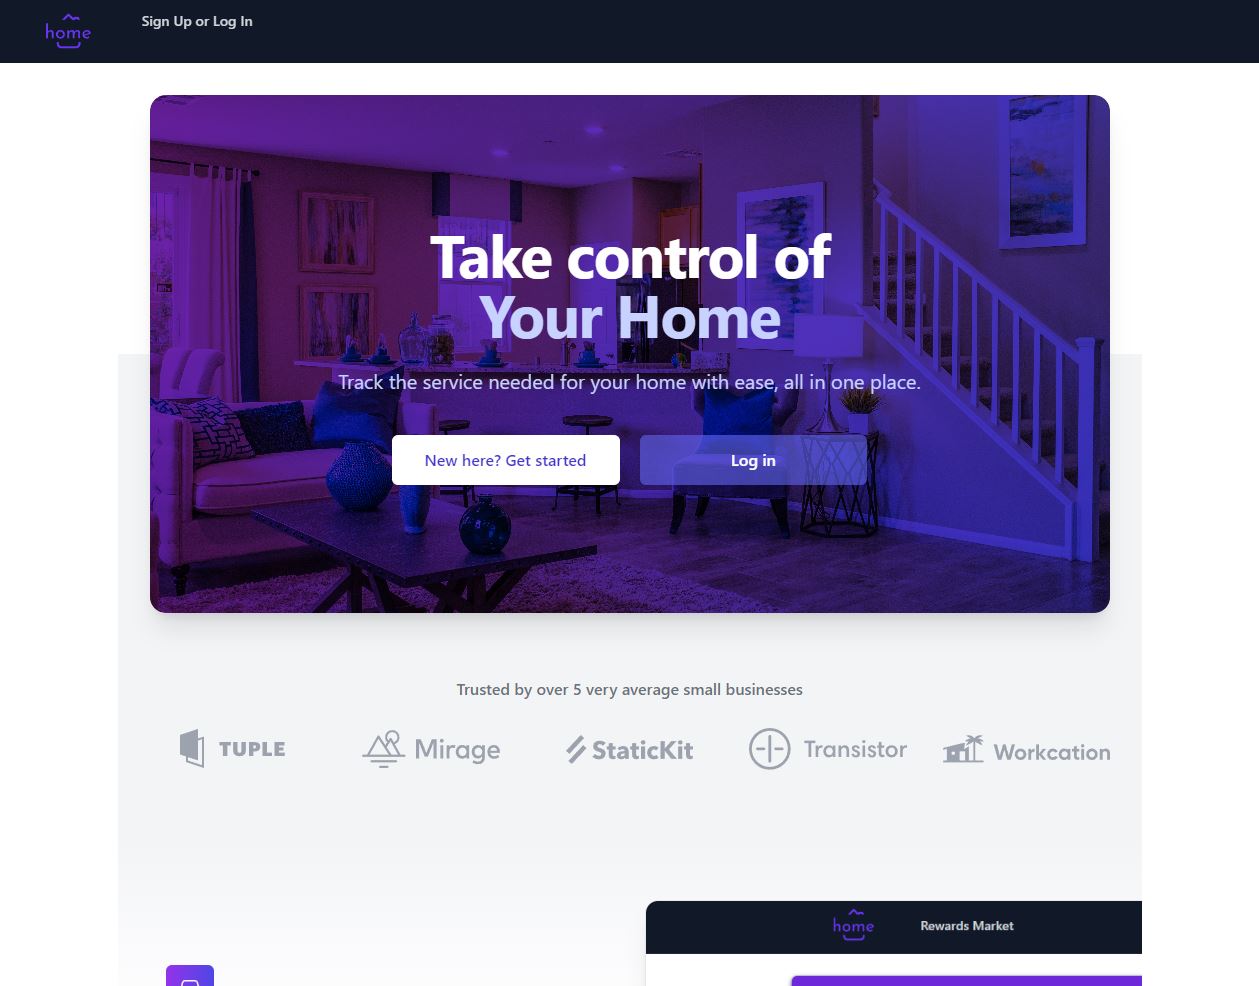 home
Sign Up or Log In
Take control of
Your Home
Track the service needed for your home with ease, all in one place.
New here? Get started
Log in
Trusted by over 5 very average small businesses
TUPLE
Mirage
StaticKit
Transistor
Workcation
home
Rewards Market